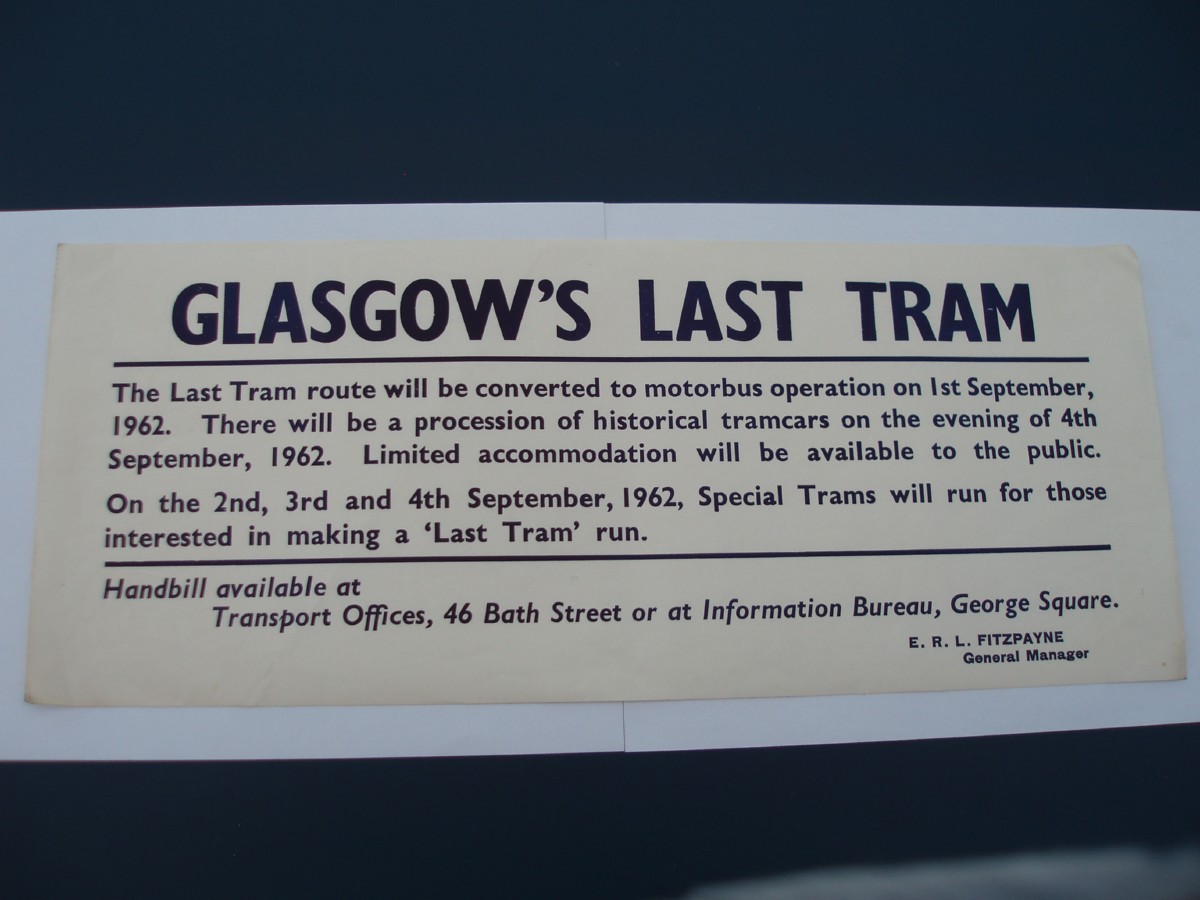 GLASGOW'S LAST TRAM
The Last Tram route will be converted to motorbus operation on 1st September,
1962. There will be a procession of historical tramcars on the evening of 4th
September, 1962. Limited accommodation will be available to the public.
On the 2nd, 3rd and 4th September, 1962, Special Trams will run for those
interested in making a ‘Last Tram’ run.
Handbill available at
Transport Offices, 46 Bath Street or at Information Bureau, George Square.
E. R. L. FITZPAYNE
General Manager